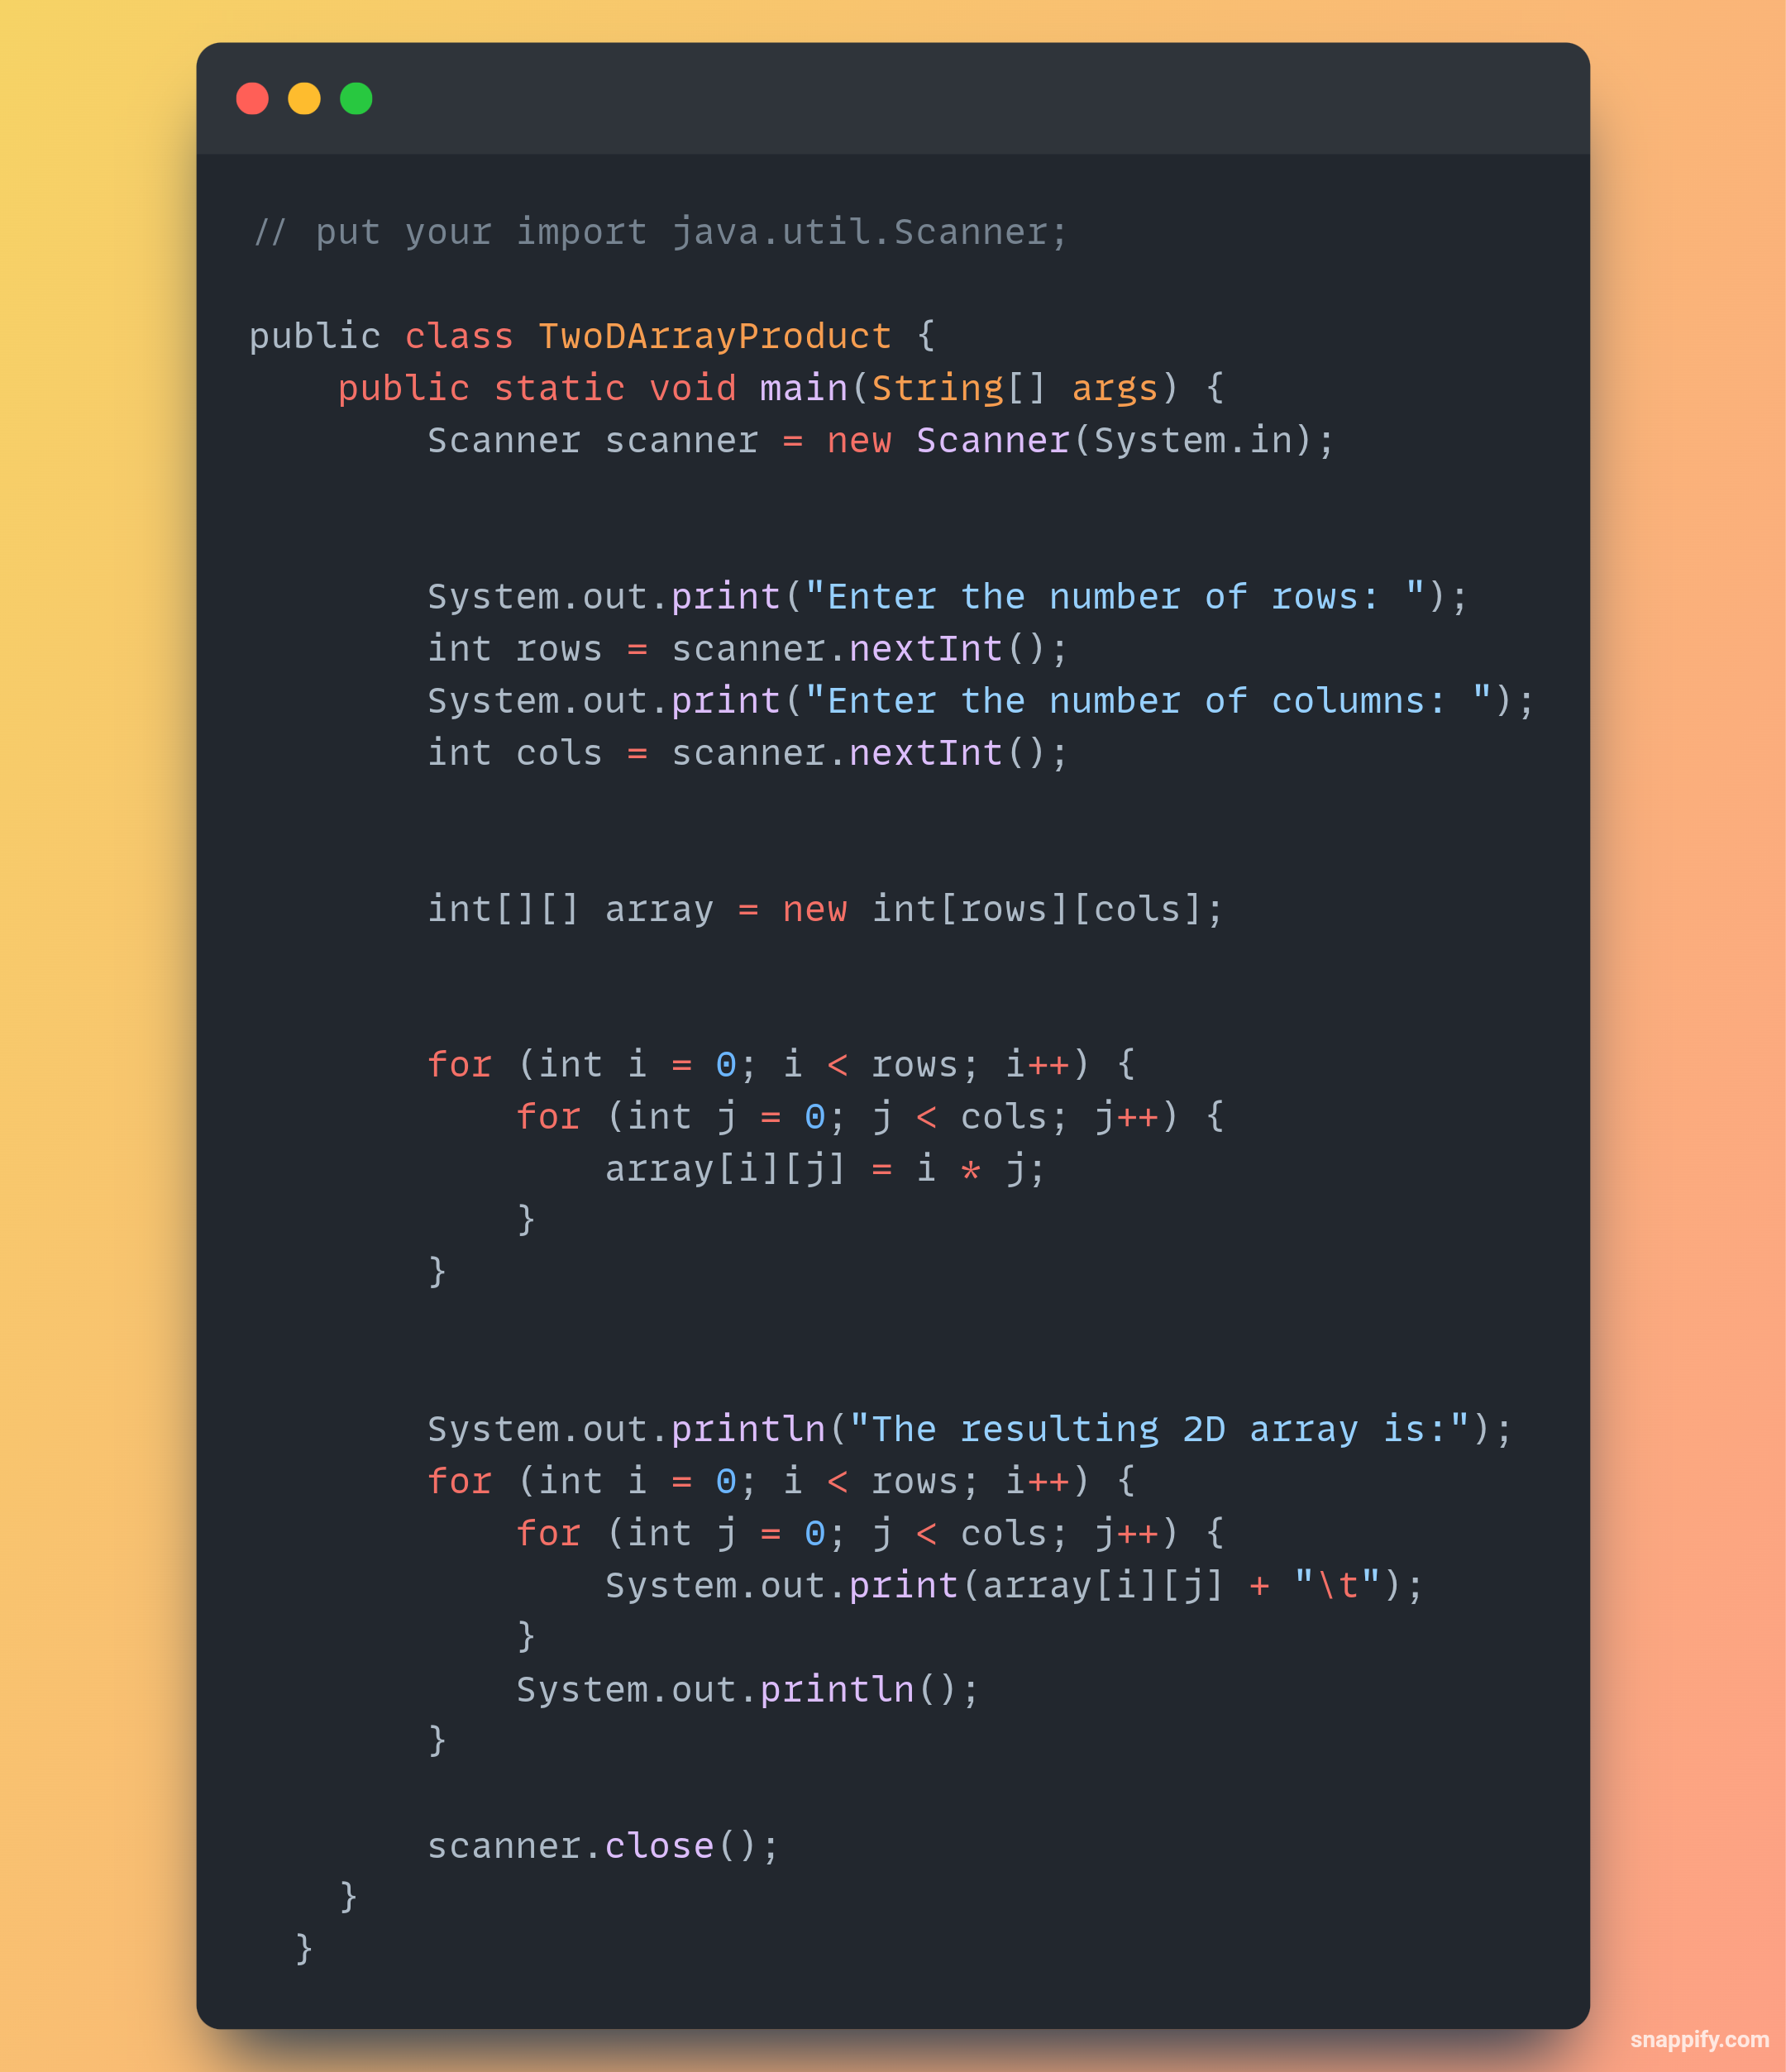 // put your import java.util.Scanner;
public class TwoDArrayProduct {
    public static void main(String[] args) {
        Scanner scanner = new Scanner(System.in);
        System.out.print("Enter the number of rows: ");
        int rows = scanner.nextInt();
        System.out.print("Enter the number of columns: ");
        int cols = scanner.nextInt();
        int[][] array = new int[rows][cols];
        for (int i = 0; i < rows; i++) {
            for (int j = 0; j < cols; j++) {
                array[i][j] = i * j;
            }
        }
        System.out.println("The resulting 2D array is:");
        for (int i = 0; i < rows; i++) {
            for (int j = 0; j < cols; j++) {
                System.out.print(array[i][j] + "\t");
            }
            System.out.println();
        }
        scanner.close();
    }
  }
snappify.com